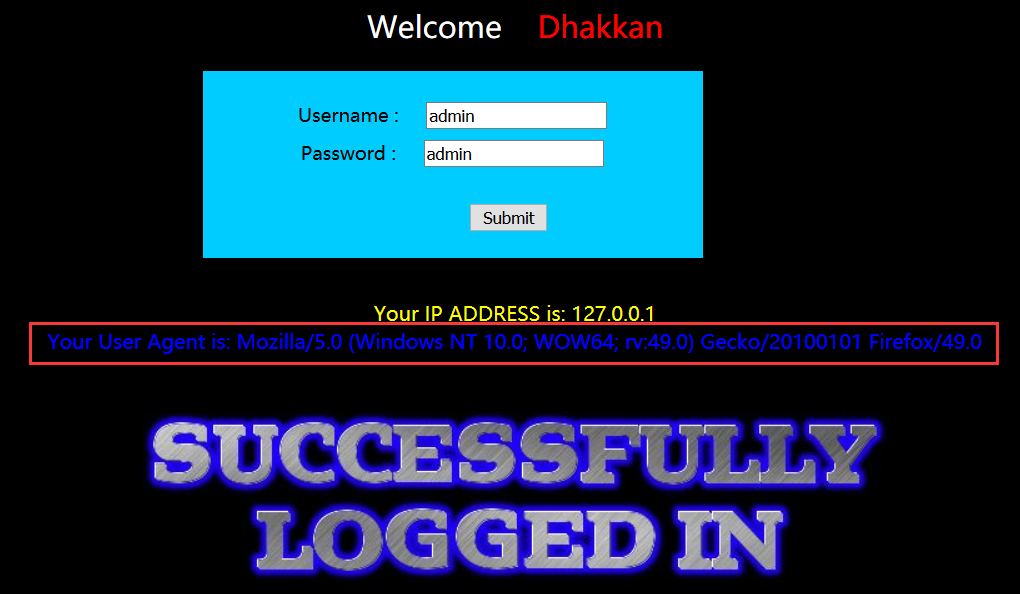 Welcome Dhakkan
Username : admin
Password : admin
Submit
Your IP ADDRESS is: 127.0.0.1
Your User Agent is: Mozilla/5.0 (Windows NT 10.0; WOW64; rv:49.0) Gecko/20100101 Firefox/49.0
SUCCESSFULLY
LOGGED IN